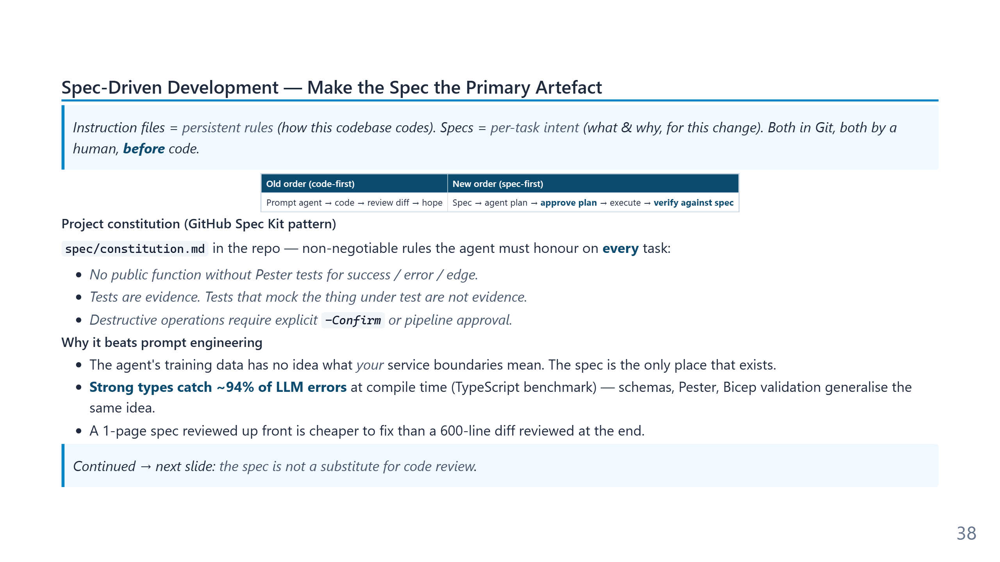 Spec-Driven Development — Make the Spec the Primary Artefact
Instruction files = persistent rules (how this codebase codes). Specs = per-task intent (what & why, for this change). Both in Git, both by a
human, before code.
Old order (code-first) New order (spec-first)
Prompt agent → code → review diff → hope Spec → agent plan → approve plan → execute → verify against spec
Project constitution (GitHub Spec Kit pattern)
spec/constitution.md in the repo — non-negotiable rules the agent must honour on every task:
• No public function without Pester tests for success / error / edge.
• Tests are evidence. Tests that mock the thing under test are not evidence.
• Destructive operations require explicit -Confirm or pipeline approval.
Why it beats prompt engineering
• The agent's training data has no idea what your service boundaries mean. The spec is the only place that exists.
• Strong types catch ~94% of LLM errors at compile time (TypeScript benchmark) — schemas, Pester, Bicep validation generalise the
same idea.
• A 1-page spec reviewed up front is cheaper to fix than a 600-line diff reviewed at the end.
Continued → next slide: the spec is not a substitute for code review.
38